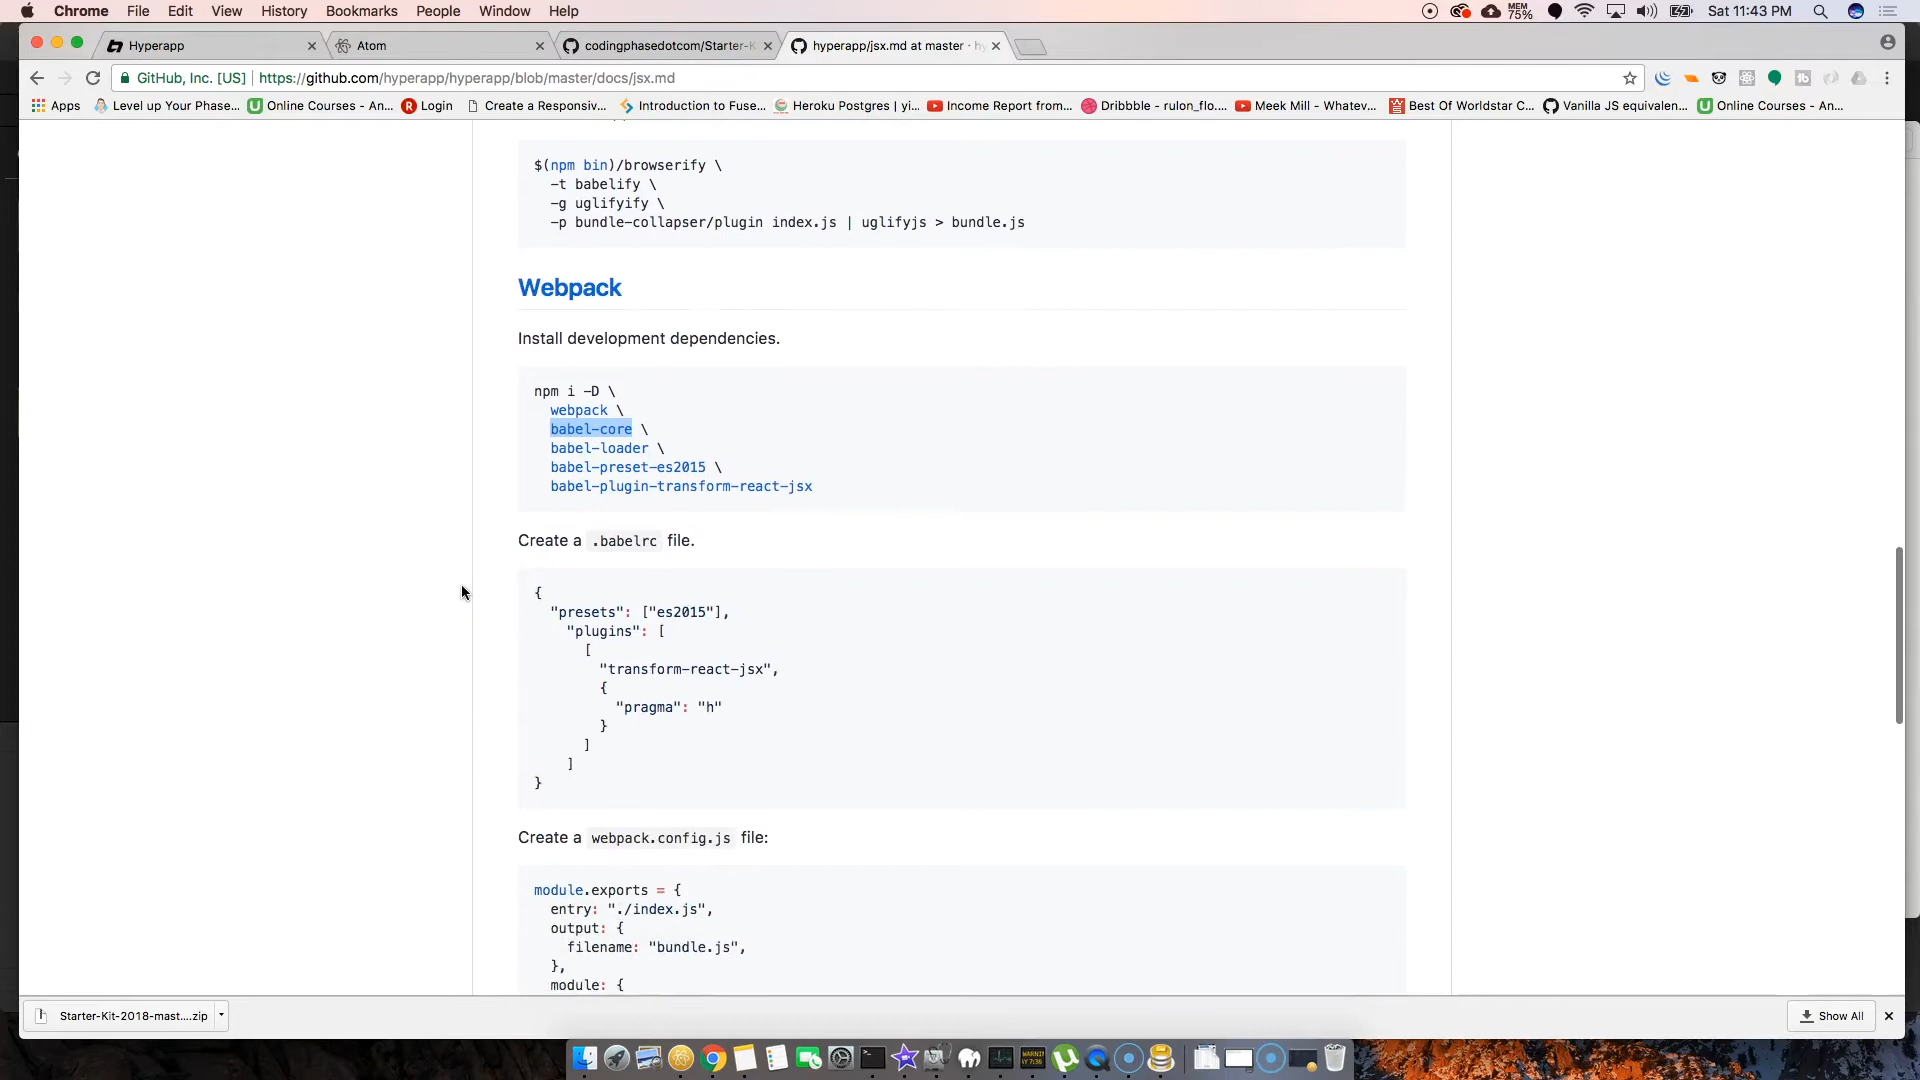 Chrome File Edit View History Bookmarks People Window Help MEM 75% Sat 11:43 PM
Hyperapp Atom codingphasedotcom/Starter-K hyperapp/jsx.md at master · hy
GitHub, Inc. [US] https://github.com/hyperapp/hyperapp/blob/master/docs/jsx.md
Apps Level up Your Phase... Online Courses - An... Login Create a Responsiv... Introduction to Fuse... Heroku Postgres | yi... Income Report from... Dribbble - rulon_flo.... Meek Mill - Whatev... Best Of Worldstar C... Vanilla JS equivalen... Online Courses - An...
$(npm bin)/browserify \
-t babelify \
-g uglifyify \
-p bundle-collapser/plugin index.js | uglifyjs > bundle.js
Webpack
Install development dependencies.
npm i -D \
webpack \
babel-core \
babel-loader \
babel-preset-es2015 \
babel-plugin-transform-react-jsx
Create a .babelrc file.
{
"presets": ["es2015"],
"plugins": [
[
"transform-react-jsx",
{
"pragma": "h"
}
]
]
}
Create a webpack.config.js file:
module.exports = {
entry: "./index.js",
output: {
filename: "bundle.js",
},
module: {
Starter-Kit-2018-mast....zip Show All